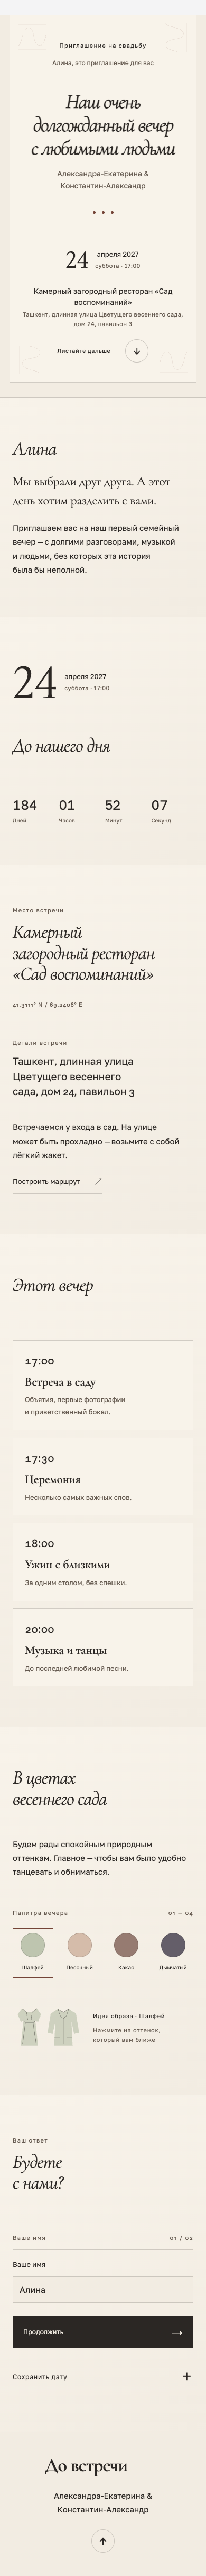 Приглашение на свадьбу
Алина, это приглашение для вас
Наш очень
долгожданный вечер
с любимыми людьми
Александра-Екатерина &
Константин-Александр
24
апреля 2027
суббота · 17:00
Камерный загородный ресторан «Сад
воспоминаний»
Ташкент, длинная улица Цветущего весеннего сада,
дом 24, павильон 3
Листайте дальше ↓
Алина
Мы выбрали друг друга. А этот
день хотим разделить с вами.
Приглашаем вас на наш первый семейный
вечер — с долгими разговорами, музыкой
и людьми, без которых эта история
была бы неполной.
24
апреля 2027
суббота · 17:00
До нашего дня
184 01 52 07
Дней Часов Минут Секунд
Место встречи
Камерный
загородный ресторан
«Сад воспоминаний»
41.3111° N / 69.2406° E
Детали встречи
Ташкент, длинная улица
Цветущего весеннего
сада, дом 24, павильон 3
Встречаемся у входа в сад. На улице
может быть прохладно — возьмите с собой
лёгкий жакет.
Построить маршрут ↗
Этот вечер
17:00
Встреча в саду
Объятия, первые фотографии
и приветственный бокал.
17:30
Церемония
Несколько самых важных слов.
18:00
Ужин с близкими
За одним столом, без спешки.
20:00
Музыка и танцы
До последней любимой песни.
В цветах
весеннего сада
Будем рады спокойным природным
оттенкам. Главное — чтобы вам было удобно
танцевать и обниматься.
Палитра вечера 01 — 04
Шалфей Песочный Какао Дымчатый
Идея образа · Шалфей
Нажмите на оттенок,
который вам ближе
Ваш ответ
Будете
с нами?
Ваше имя 01 / 02
Ваше имя
Алина
Продолжить →
Сохранить дату +
До встречи
Александра-Екатерина &
Константин-Александр
↑